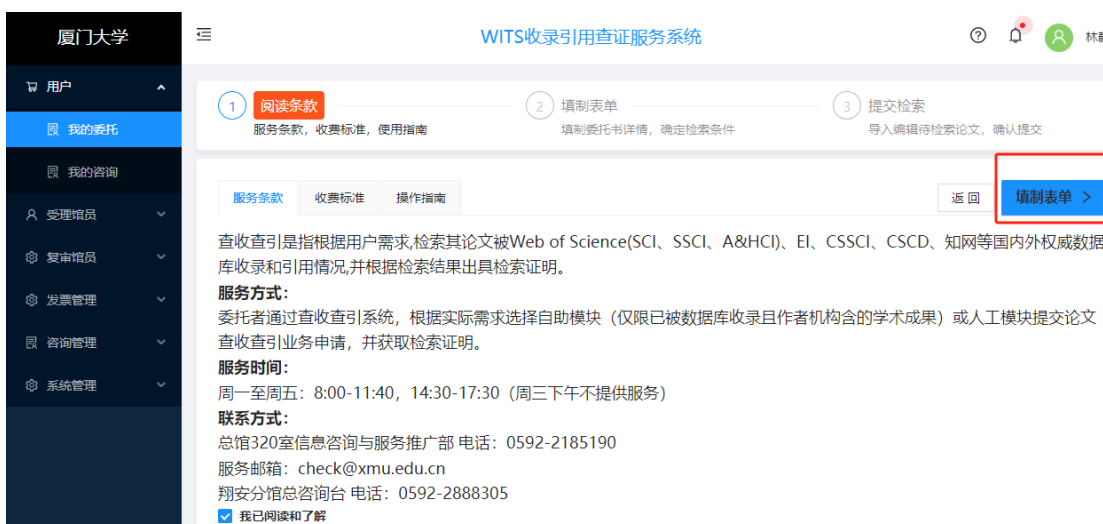 厦门大学
WITS收录引用查证服务系统
林
用户
我的委托
我的咨询
受理馆员
复审馆员
发票管理
咨询管理
系统管理
1 阅读条款
服务条款，收费标准，使用指南
2 填制表单
填制委托书详情，确定检索条件
3 提交检索
导入编辑待检索论文，确认提交
服务条款 收费标准 操作指南
返 回 填制表单 >
查收查引是指根据用户需求,检索其论文被Web of Science(SCI、SSCI、A&HCI)、EI、CSSCI、CSCD、知网等国内外权威数据
库收录和引用情况,并根据检索结果出具检索证明。
服务方式：
委托者通过查收查引系统，根据实际需求选择自助模块（仅限已被数据库收录且作者机构含的学术成果）或人工模块提交论文
查收查引业务申请，并获取检索证明。
服务时间：
周一至周五：8:00-11:40，14:30-17:30（周三下午不提供服务）
联系方式：
总馆320室信息咨询与服务推广部 电话：0592-2185190
服务邮箱：check@xmu.edu.cn
翔安分馆总咨询台 电话：0592-2888305
我已阅读和了解